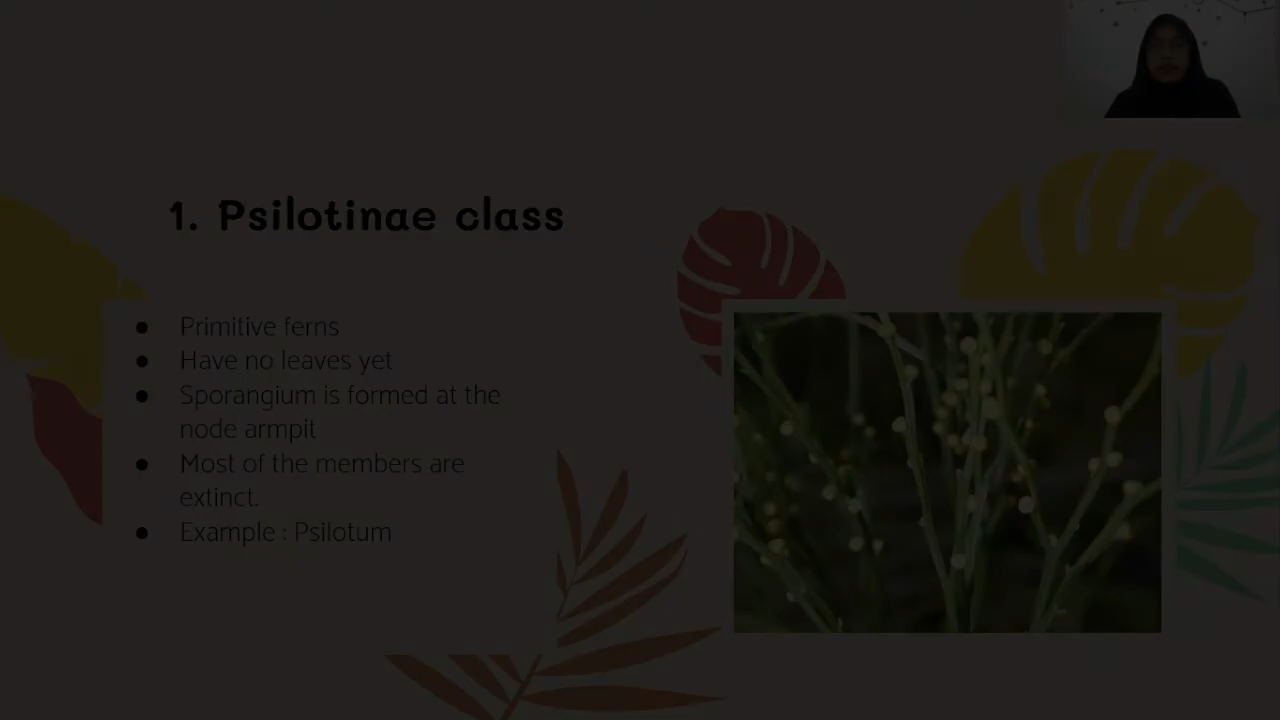 1. Psilotinae class
● Primitive ferns
● Have no leaves yet
● Sporangium is formed at the
node armpit
● Most of the members are
extinct.
● Example : Psilotum